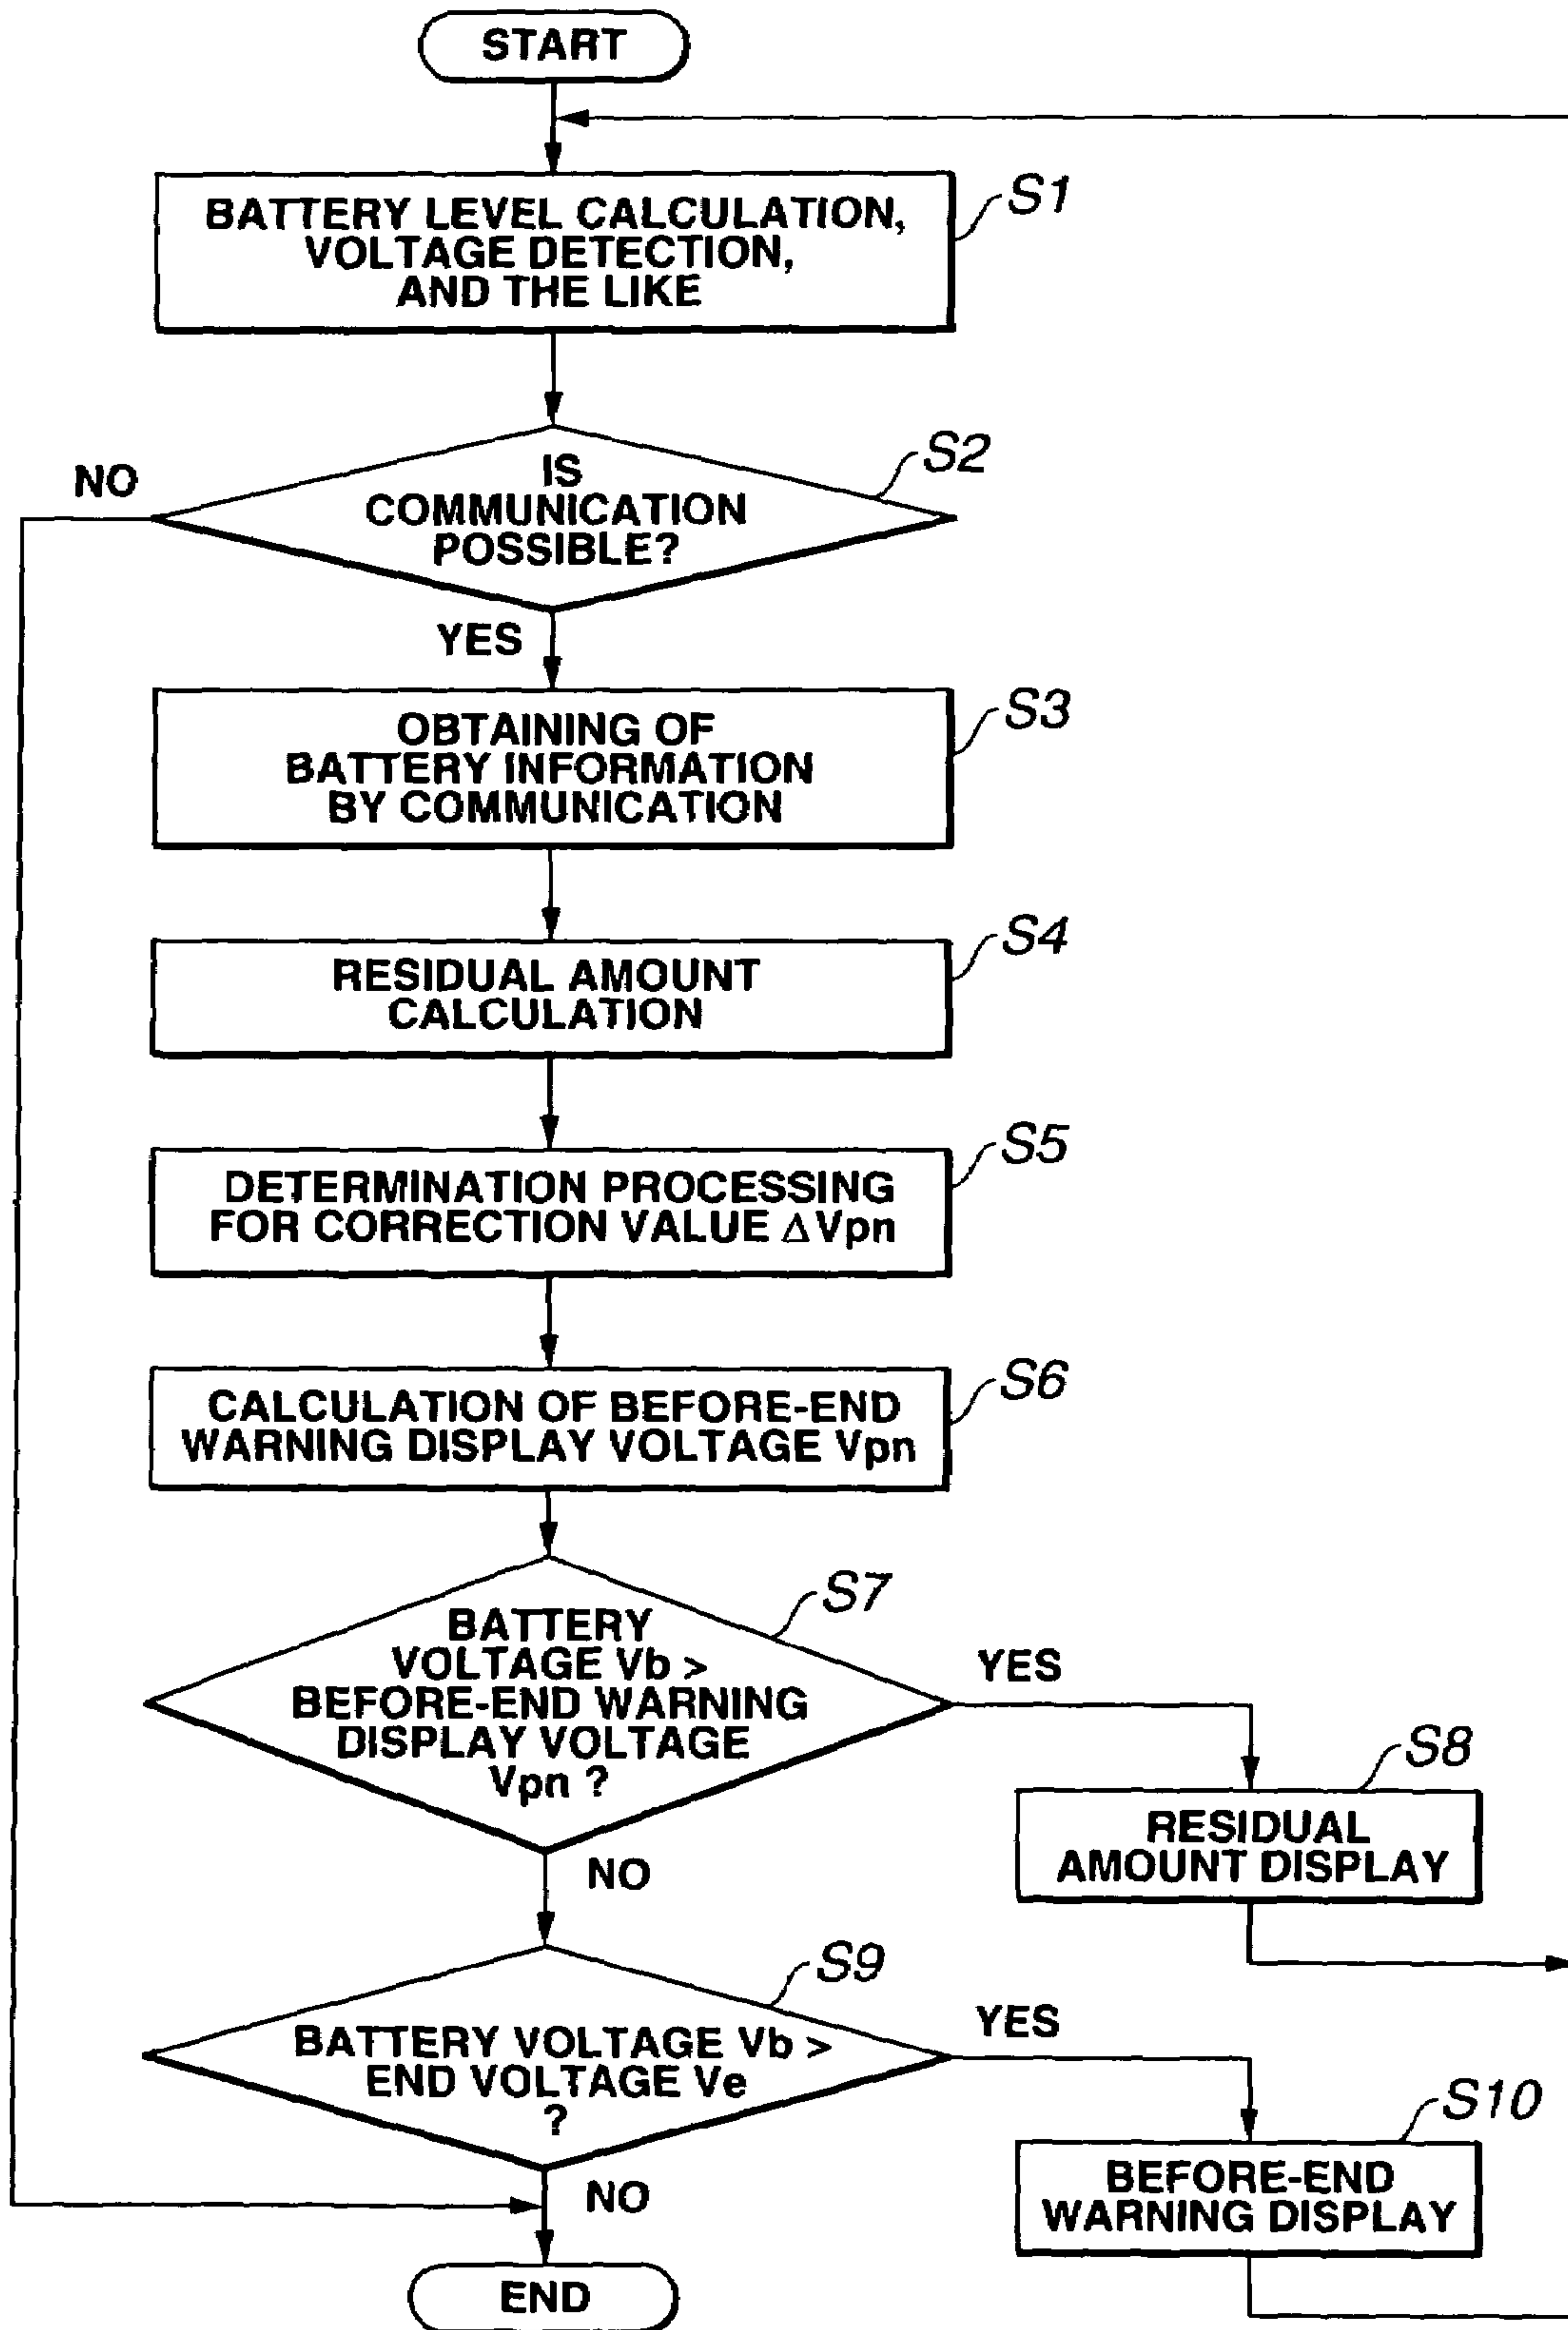 START
BATTERY LEVEL CALCULATION,
VOLTAGE DETECTION,
AND THE LIKE
S1
NO
IS
COMMUNICATION
POSSIBLE?
S2
YES
OBTAINING OF
BATTERY INFORMATION
BY COMMUNICATION
S3
RESIDUAL AMOUNT
CALCULATION
S4
DETERMINATION PROCESSING
FOR CORRECTION VALUE ΔVpn
S5
CALCULATION OF BEFORE-END
WARNING DISPLAY VOLTAGE Vpn
S6
BATTERY
VOLTAGE Vb >
BEFORE-END WARNING
DISPLAY VOLTAGE
Vpn ?
S7
YES
NO
RESIDUAL
AMOUNT DISPLAY
S8
BATTERY VOLTAGE Vb >
END VOLTAGE Ve
?
S9
YES
NO
BEFORE-END
WARNING DISPLAY
S10
END